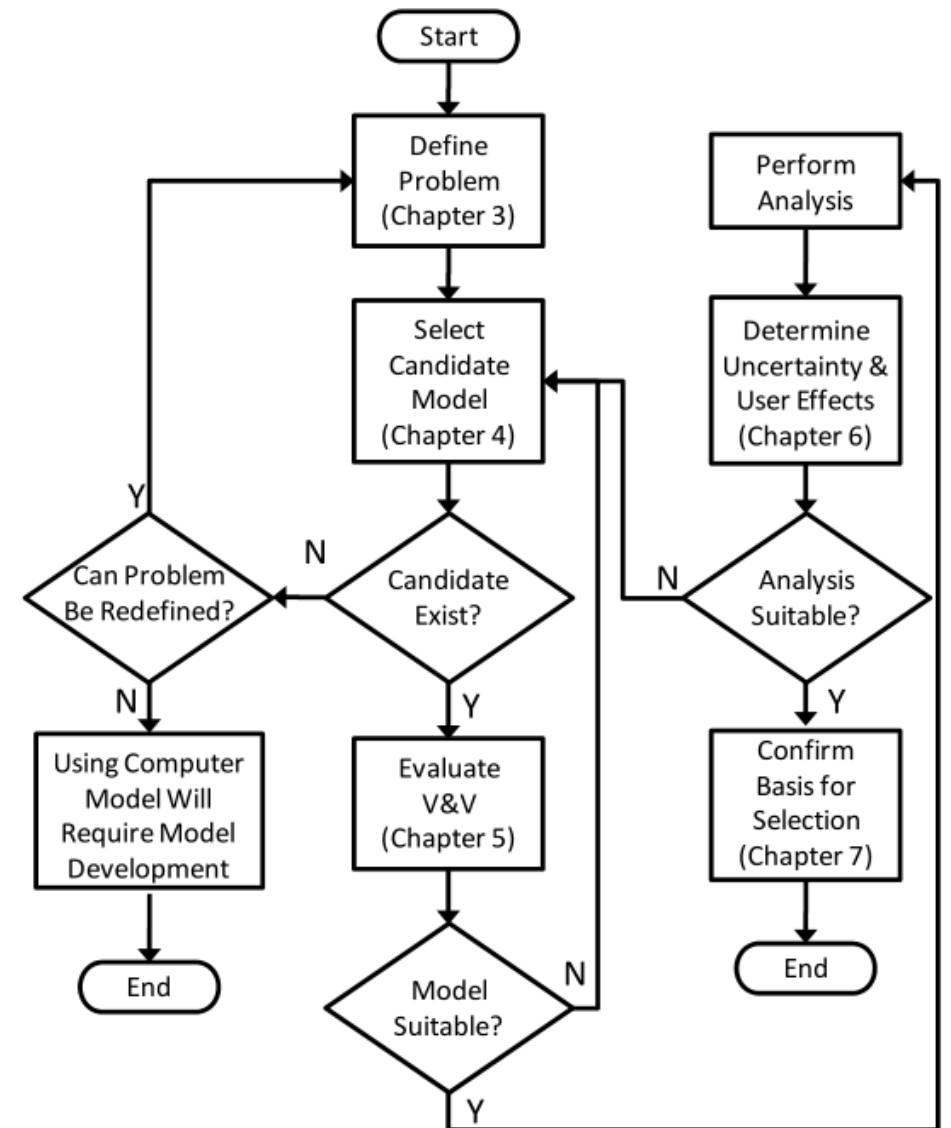 Start
Define
Problem
(Chapter 3)
Select
Candidate
Model
(Chapter 4)
Candidate
Exist?
N
Y
Can Problem
Be Redefined?
Y
N
Using Computer
Model Will
Require Model
Development
End
Evaluate
V&V
(Chapter 5)
Model
Suitable?
N
Y
Perform
Analysis
Determine
Uncertainty &
User Effects
(Chapter 6)
Analysis
Suitable?
N
Y
Confirm
Basis for
Selection
(Chapter 7)
End